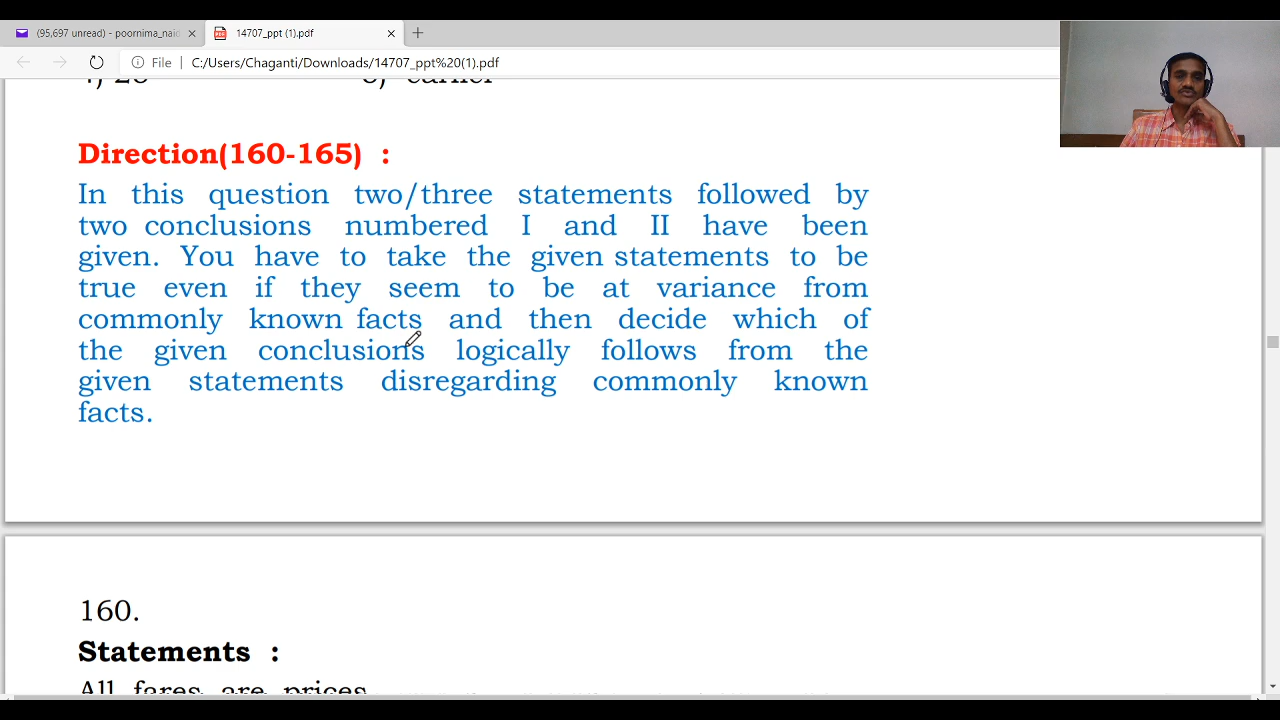 (95,697 unread) - poornima_naid
14707_ppt (1).pdf
File | C:/Users/Chaganti/Downloads/14707_ppt%20(1).pdf
Direction(160-165) :
In this question two/three statements followed by
two conclusions numbered I and II have been
given. You have to take the given statements to be
true even if they seem to be at variance from
commonly known facts and then decide which of
the given conclusions logically follows from the
given statements disregarding commonly known
facts.
160.
Statements :
All fares are prices